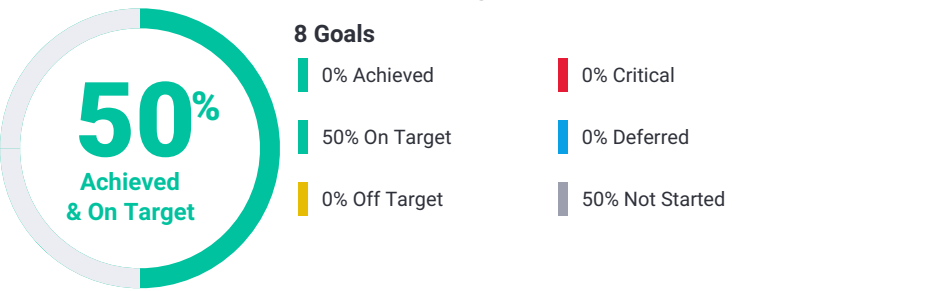 50%
Achieved
& On Target
8 Goals
0% Achieved
0% Critical
50% On Target
0% Deferred
0% Off Target
50% Not Started